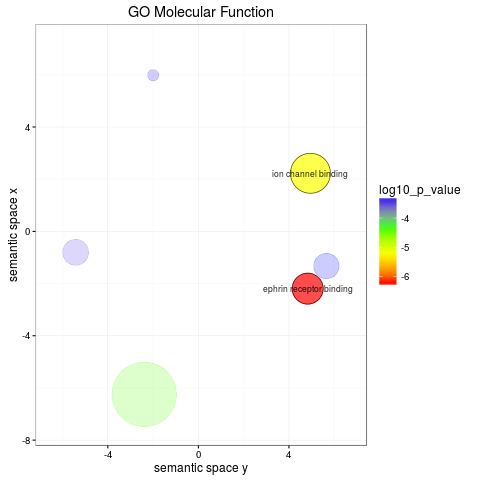 GO Molecular Function
semantic space x
4
0
-4
-8
-4
0
4
semantic space y
ion channel binding
ephrin receptor binding
log10_p_value
-4
-5
-6